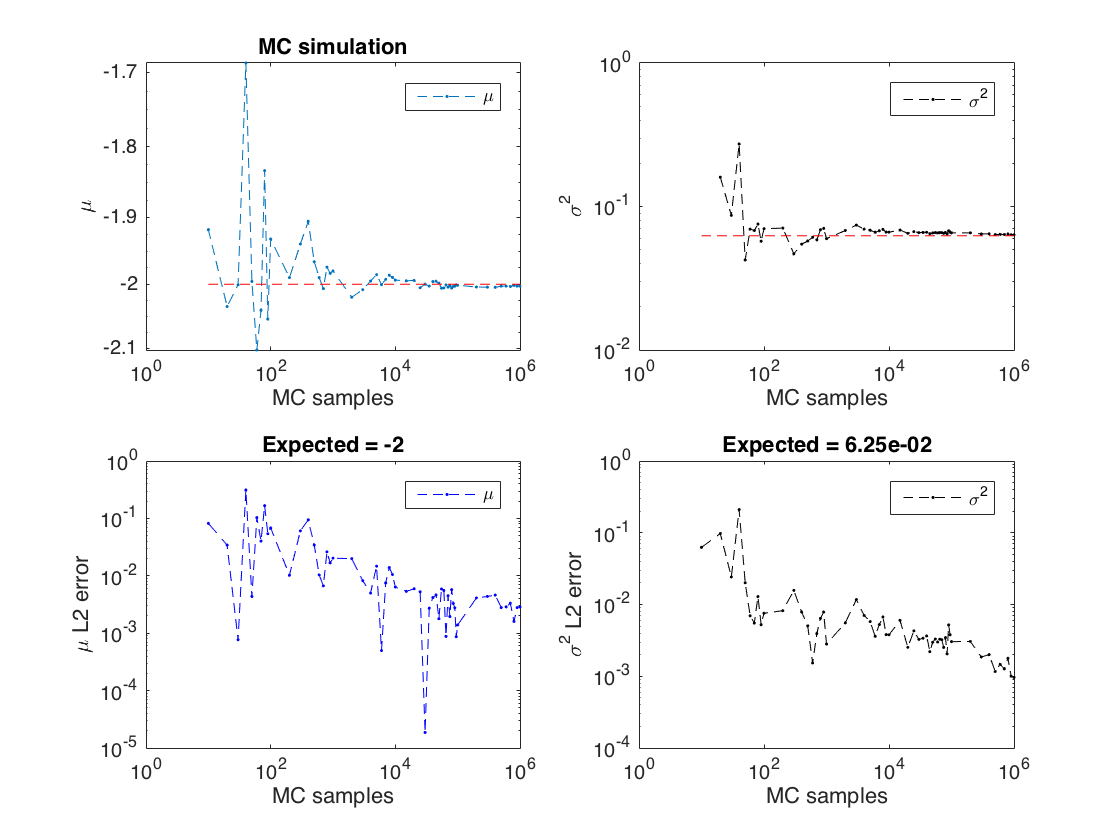 MC simulation
-1.7
-1.8
-1.9
-2
-2.1
μ
μ
10^0
10^2
10^4
10^6
MC samples
10^0
10^-1
10^-2
σ^2
σ^2
10^0
10^2
10^4
10^6
MC samples
Expected = -2
10^0
10^-1
10^-2
10^-3
10^-4
10^-5
μ L2 error
μ
10^0
10^2
10^4
10^6
MC samples
Expected = 6.25e-02
10^0
10^-1
10^-2
10^-3
10^-4
σ^2 L2 error
σ^2
10^0
10^2
10^4
10^6
MC samples